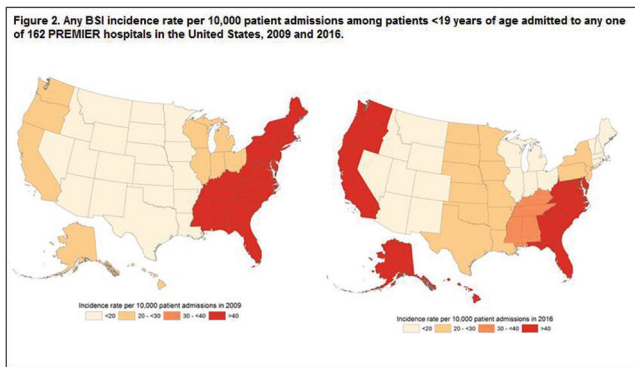 Figure 2. Any BSI incidence rate per 10,000 patient admissions among patients <19 years of age admitted to any one
of 162 PREMIER hospitals in the United States, 2009 and 2016.
Incidence rate per 10,000 patient admissions in 2009
<20 20 - <30 30 - <40 >40
Incidence rate per 10,000 patient admissions in 2016
<20 20 - <30 30 - <40 >40